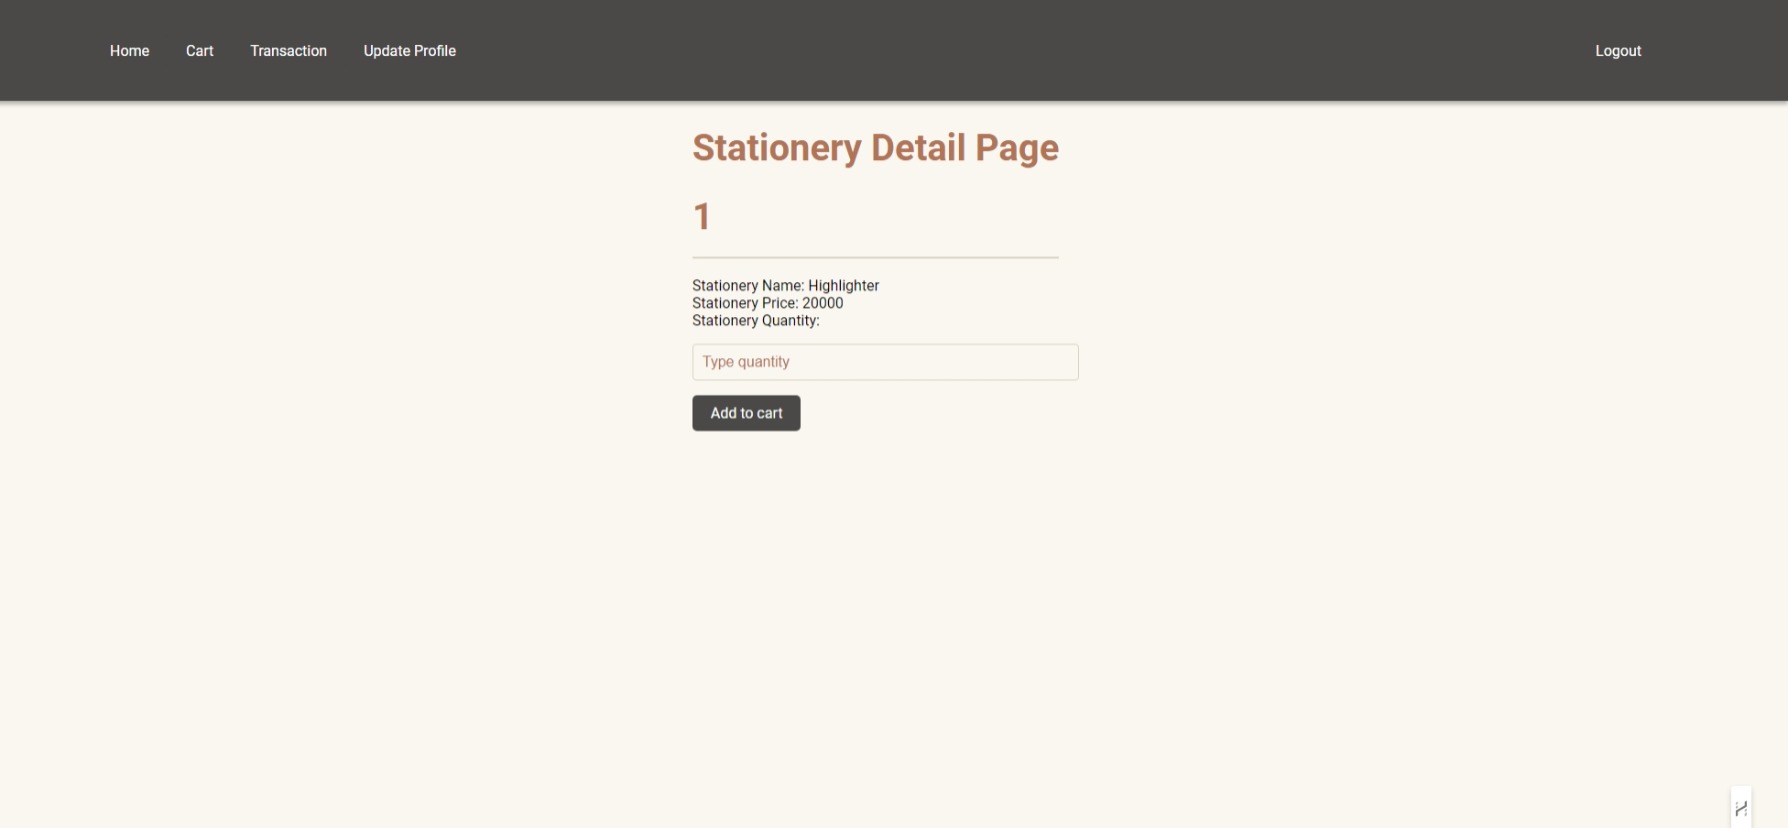 Home Cart Transaction Update Profile Logout
Stationery Detail Page
1
Stationery Name: Highlighter
Stationery Price: 20000
Stationery Quantity:
Type quantity
Add to cart